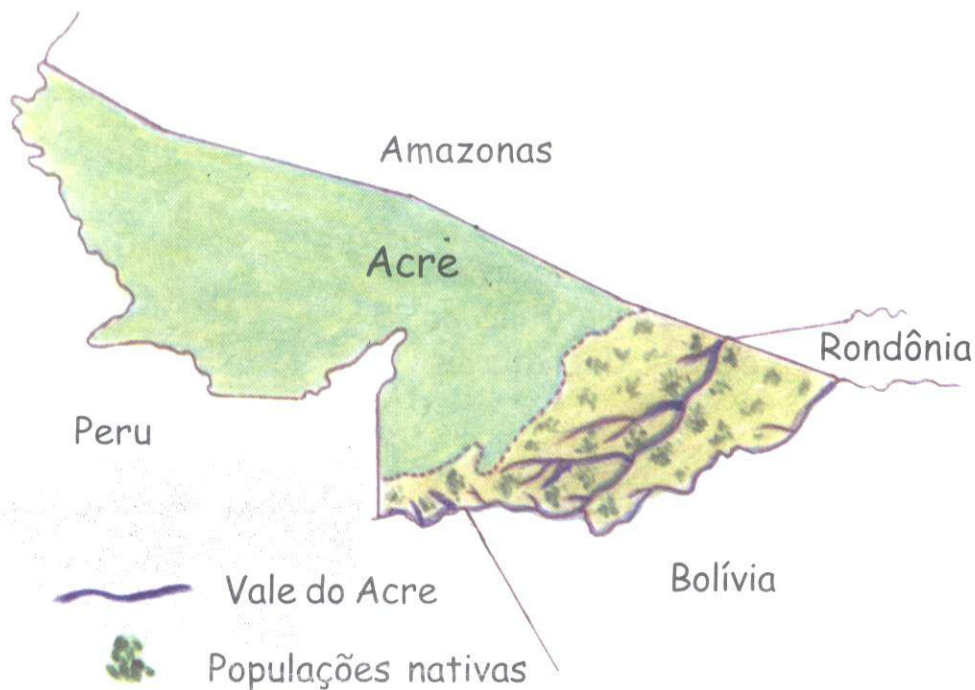 Amazonas
Acre
Rondônia
Peru
Bolívia
Vale do Acre
Populações nativas